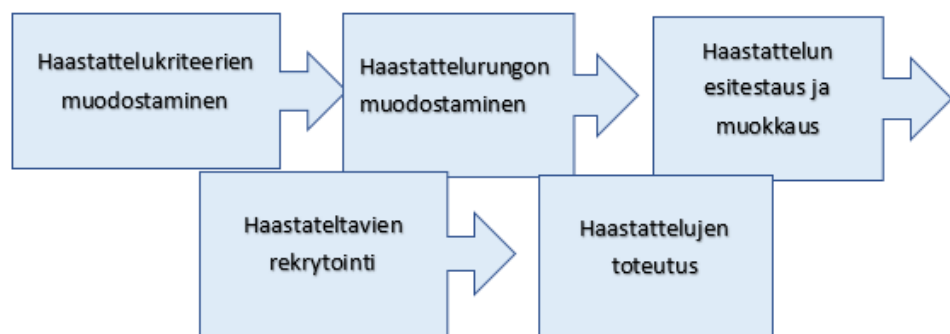 Haastattelukriteerien
muodostaminen
Haastattelurungon
muodostaminen
Haastattelun
esitestaus ja
muokkaus
Haastateltavien
rekrytointi
Haastattelujen
toteutus